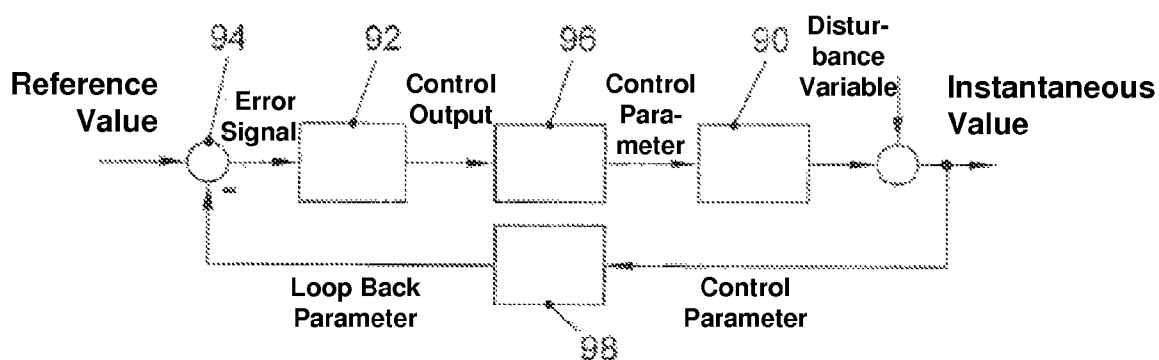 94
92
96
90
Distur-
bance
Variable
Reference
Value
Error
Signal
Control
Output
Control
Para-
meter
Instantaneous
Value
-
Loop Back
Parameter
Control
Parameter
98